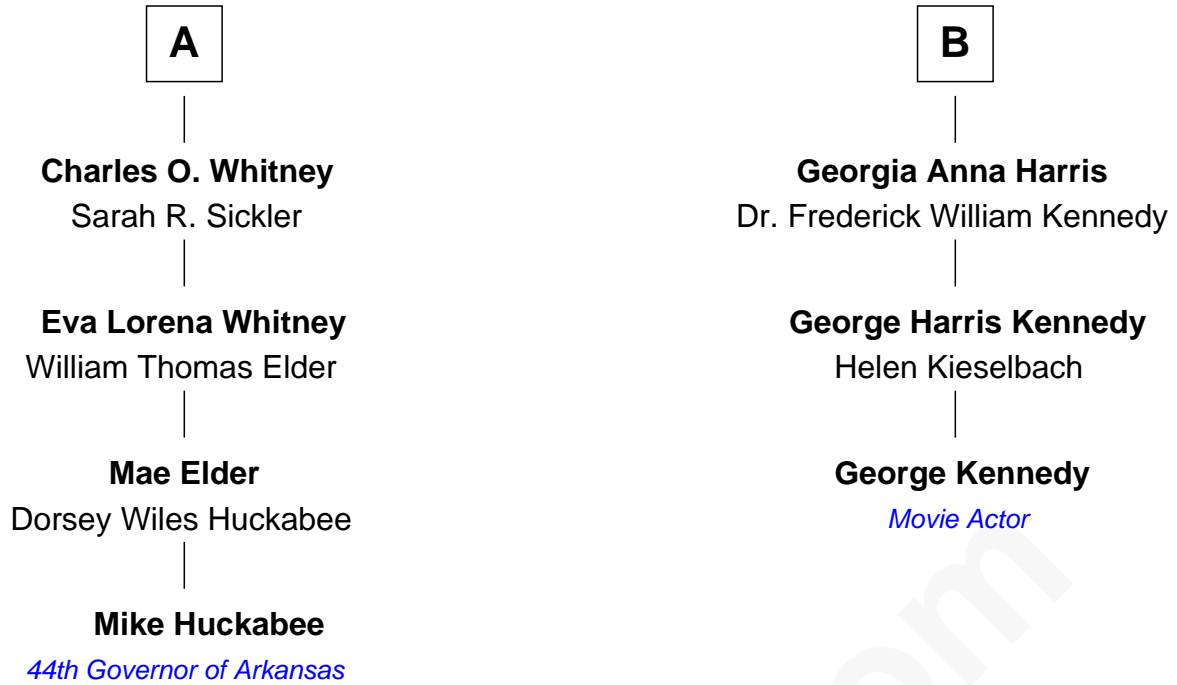 A
Charles O. Whitney
Sarah R. Sickler
Eva Lorena Whitney
William Thomas Elder
Mae Elder
Dorsey Wiles Huckabee
Mike Huckabee
44th Governor of Arkansas
B
Georgia Anna Harris
Dr. Frederick William Kennedy
George Harris Kennedy
Helen Kieselbach
George Kennedy
Movie Actor
om